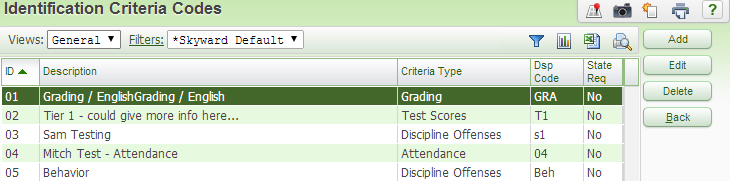 Identification Criteria Codes
?
Views: General Filters: *Skyward Default
Add
ID Description Criteria Type Dsp Code State Req
Edit
01 Grading / EnglishGrading / English Grading GRA No
Delete
02 Tier 1 - could give more info here... Test Scores T1 No
Back
03 Sam Testing Discipline Offenses s1 No
04 Mitch Test - Attendance Attendance 04 No
05 Behavior Discipline Offenses Beh No